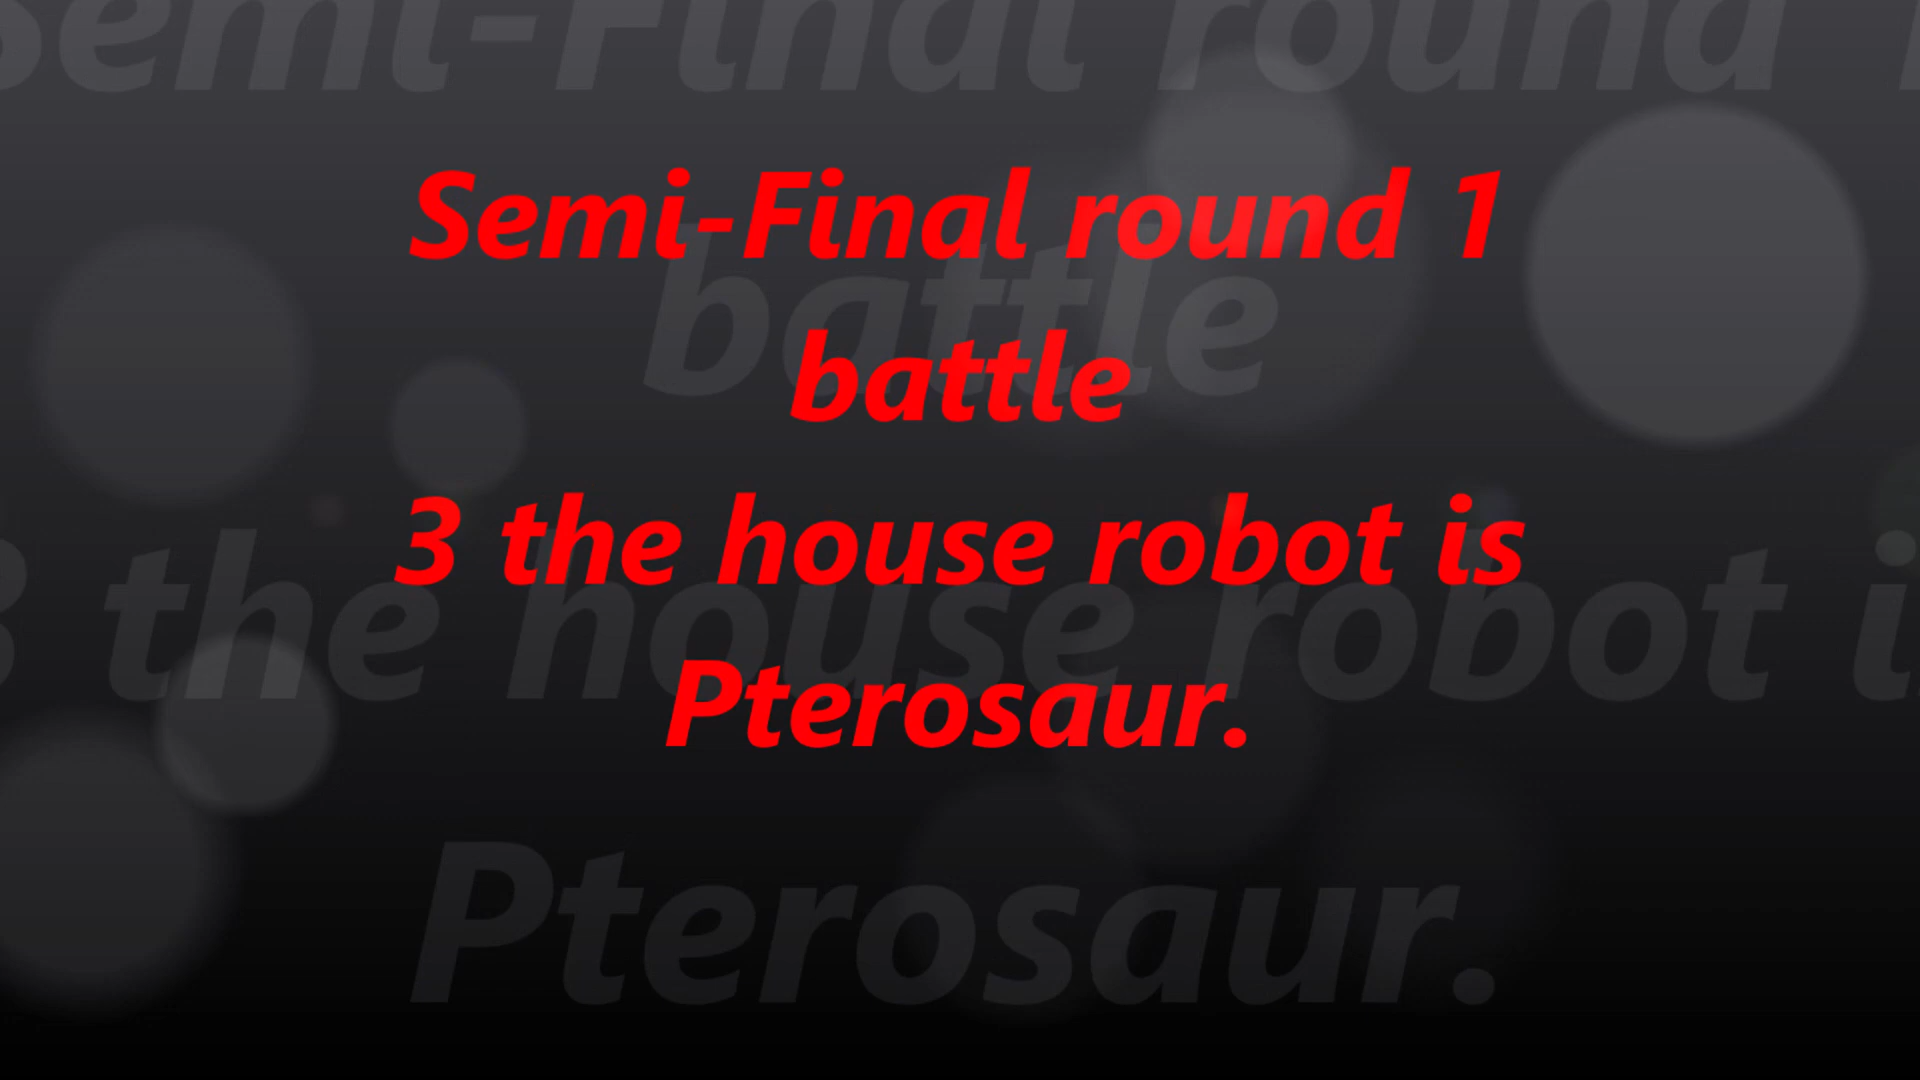 Semi-Final round 1
battle
3 the house robot is
Pterosaur.